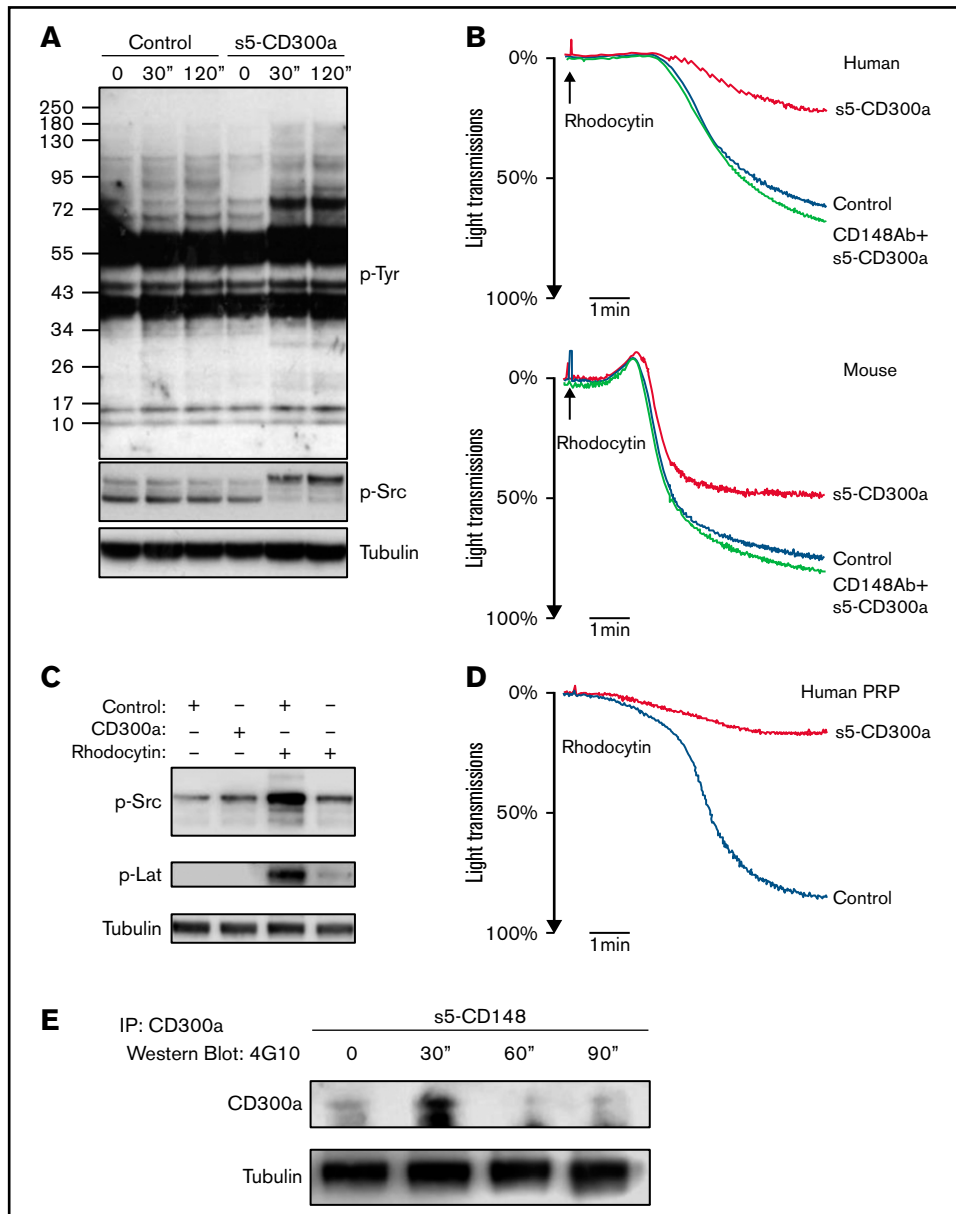 A
Control s5-CD300a
0 30” 120” 0 30” 120”
250
180
130
95
72
55
43
34
26
17
10
p-Tyr
p-Src
Tubulin
B
0%
50%
100%
Light transmissions
Rhodocytin
Human
s5-CD300a
Control
CD148Ab+
s5-CD300a
1min
0%
50%
100%
Light transmissions
Rhodocytin
Mouse
s5-CD300a
Control
CD148Ab+
s5-CD300a
1min
C
Control: + – + –
CD300a: – + – –
Rhodocytin: – – + +
p-Src
p-Lat
Tubulin
D
0%
50%
100%
Light transmissions
Rhodocytin
Human PRP
s5-CD300a
Control
1min
E
IP: CD300a
s5-CD148
Western Blot: 4G10 0 30” 60” 90”
CD300a
Tubulin